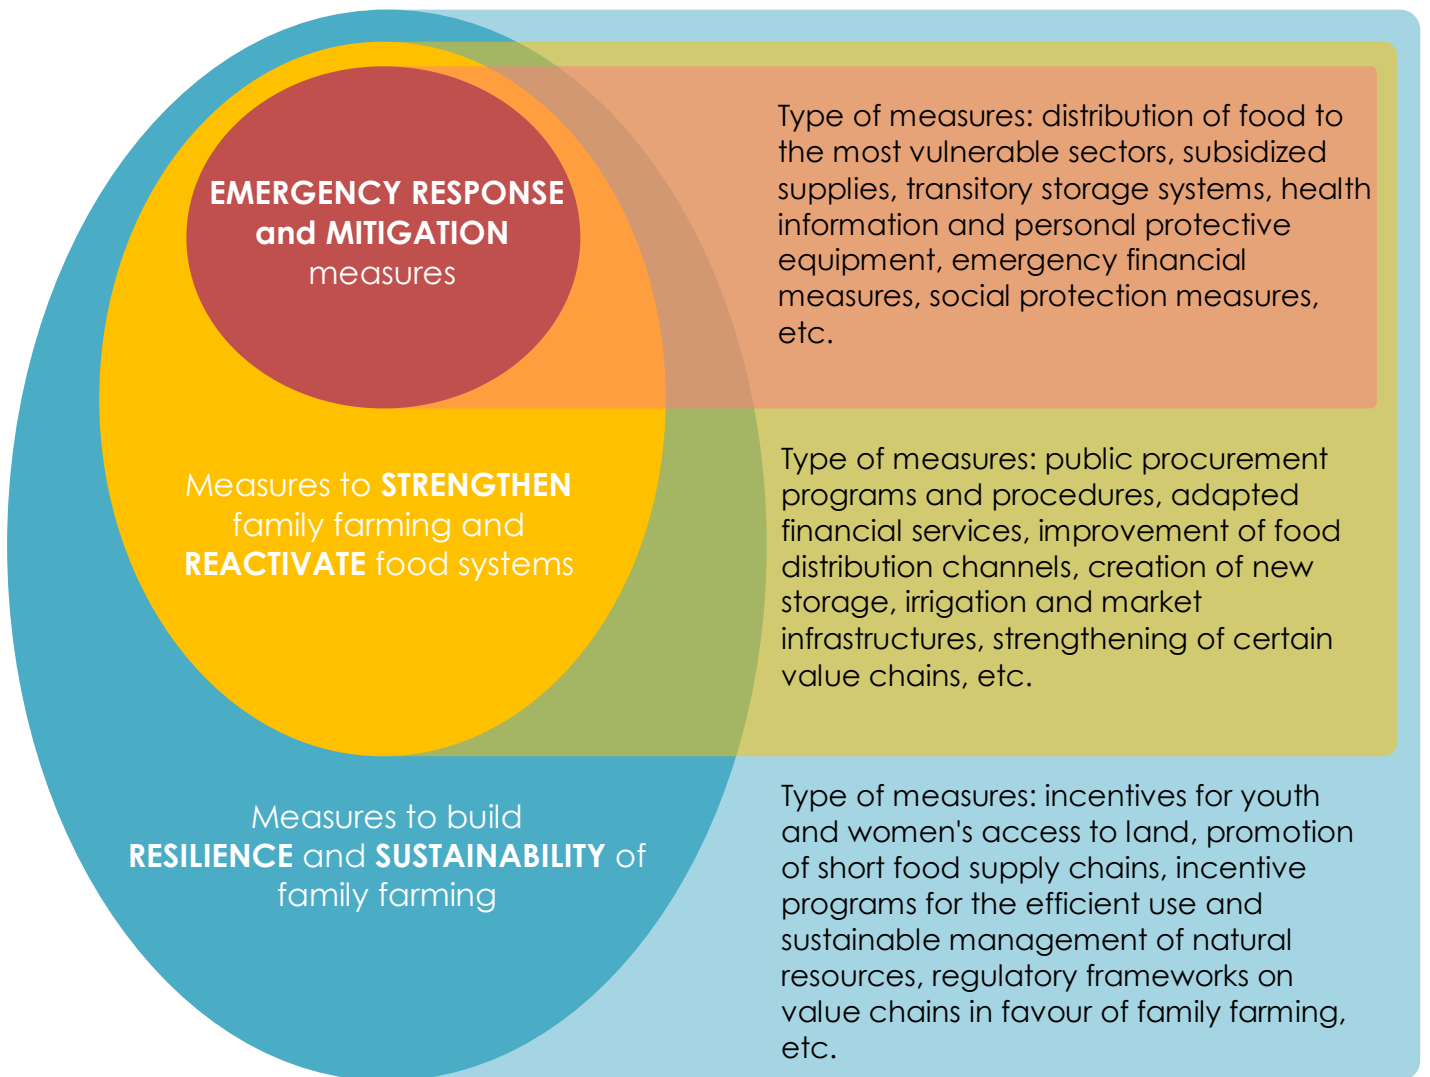 EMERGENCY RESPONSE
and MITIGATION
measures
Type of measures: distribution of food to
the most vulnerable sectors, subsidized
supplies, transitory storage systems, health
information and personal protective
equipment, emergency financial
measures, social protection measures,
etc.
Measures to STRENGTHEN
family farming and
REACTIVATE food systems
Type of measures: public procurement
programs and procedures, adapted
financial services, improvement of food
distribution channels, creation of new
storage, irrigation and market
infrastructures, strengthening of certain
value chains, etc.
Measures to build
RESILIENCE and SUSTAINABILITY of
family farming
Type of measures: incentives for youth
and women's access to land, promotion
of short food supply chains, incentive
programs for the efficient use and
sustainable management of natural
resources, regulatory frameworks on
value chains in favour of family farming,
etc.